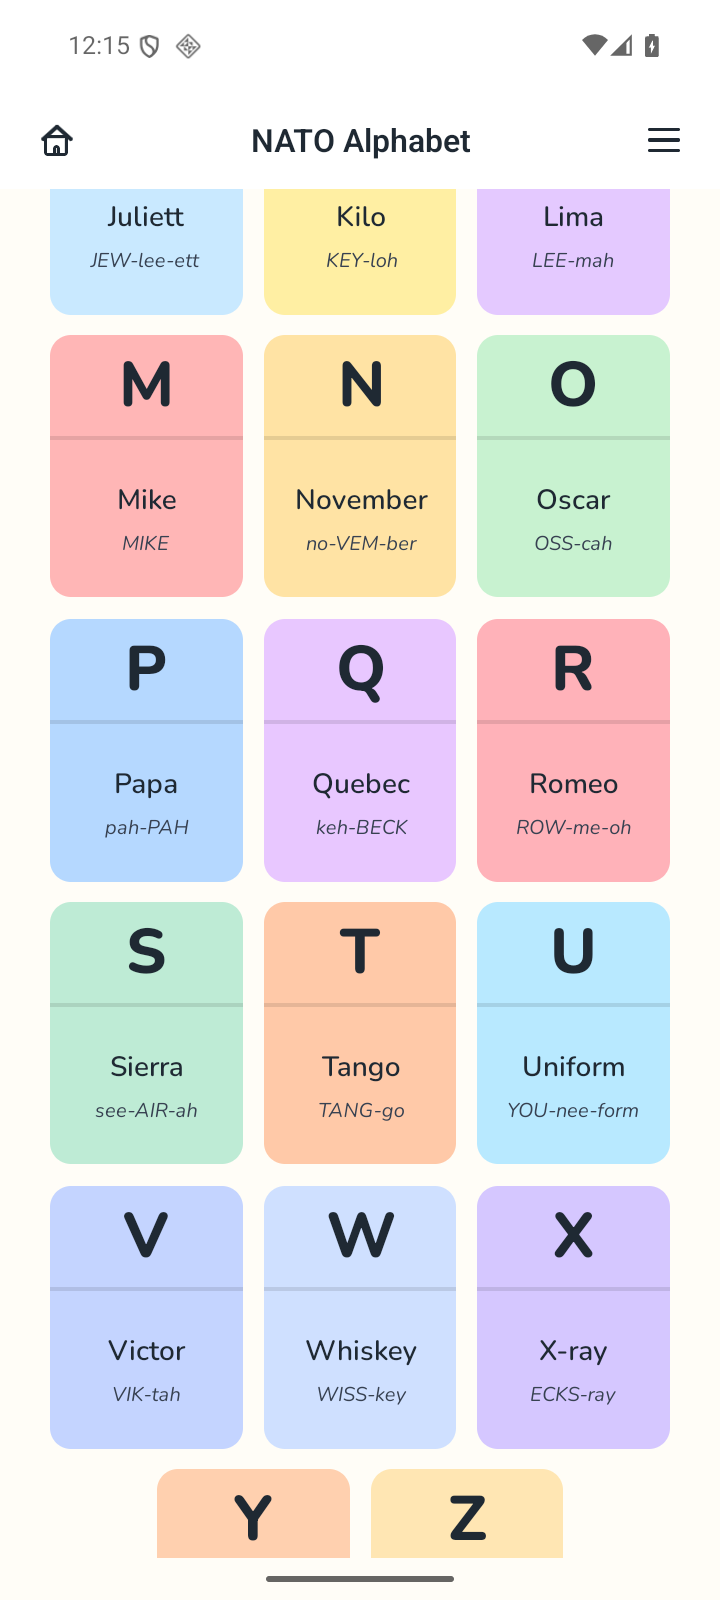 12:15
NATO Alphabet
Juliett Kilo Lima
JEW-lee-ett KEY-loh LEE-mah
M N O
Mike November Oscar
MIKE no-VEM-ber OSS-cah
P Q R
Papa Quebec Romeo
pah-PAH keh-BECK ROW-me-oh
S T U
Sierra Tango Uniform
see-AIR-ah TANG-go YOU-nee-form
V W X
Victor Whiskey X-ray
VIK-tah WISS-key ECKS-ray
Y Z